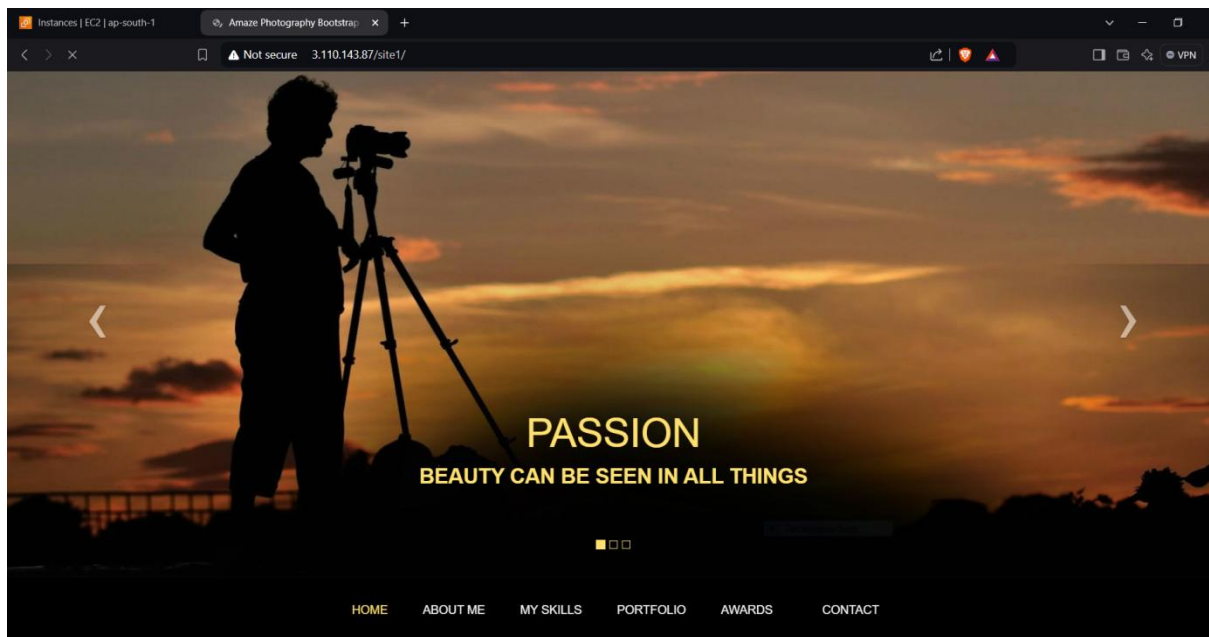 Instances | EC2 | ap-south-1
Amaze Photography Bootstrap
Not secure 3.110.143.87/site1/
VPN
PASSION
BEAUTY CAN BE SEEN IN ALL THINGS
HOME ABOUT ME MY SKILLS PORTFOLIO AWARDS CONTACT